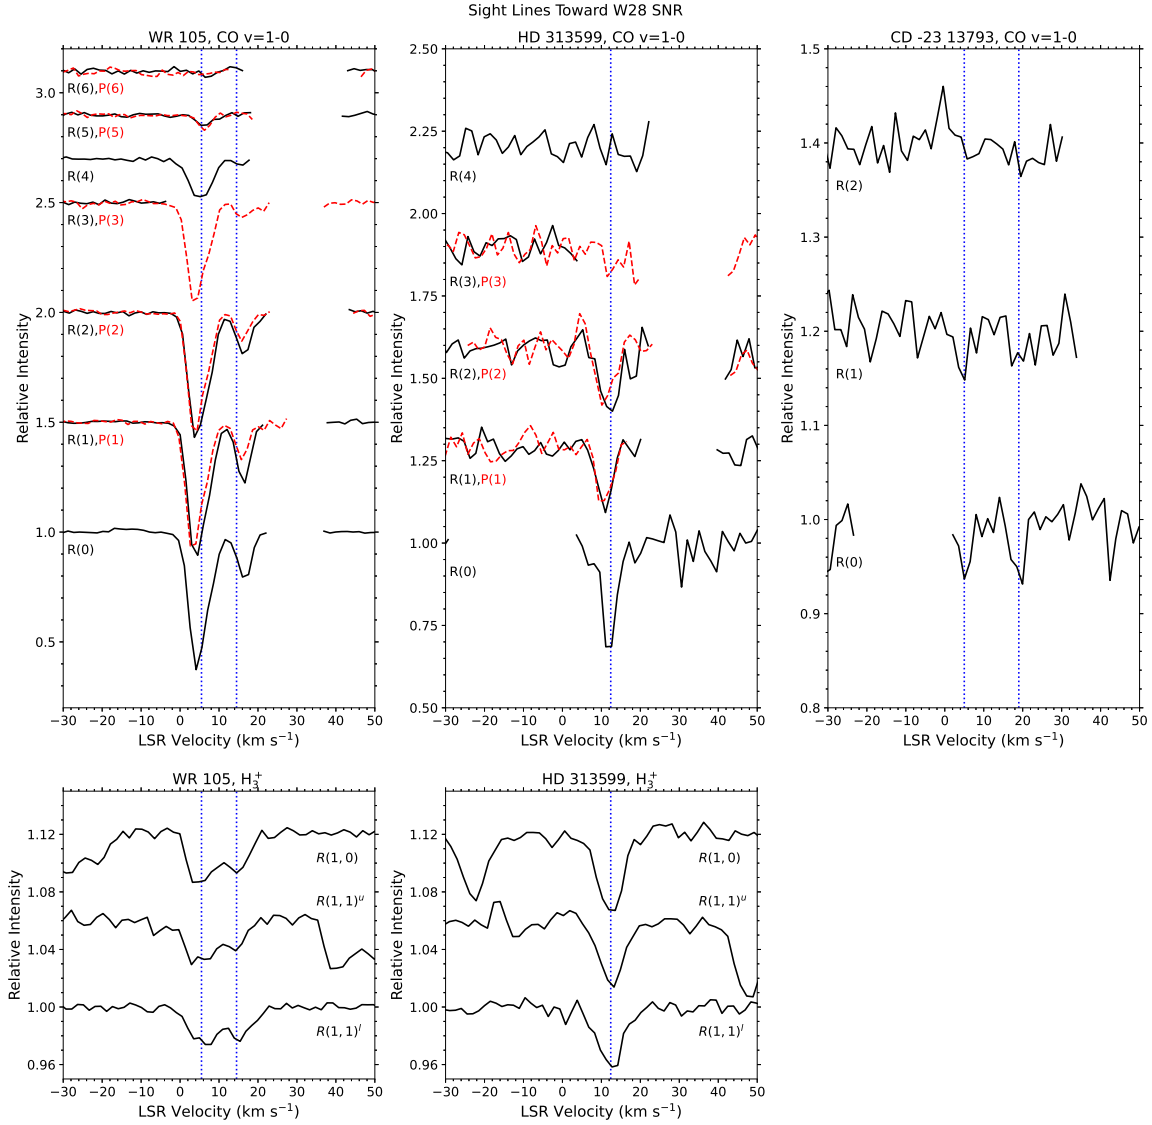 Sight Lines Toward W28 SNR
WR 105, CO v=1-0
3.0
2.5
2.0
1.5
1.0
0.5
Relative Intensity
R(6),P(6)
R(5),P(5)
R(4)
R(3),P(3)
R(2),P(2)
R(1),P(1)
R(0)
−30 −20 −10 0 10 20 30 40 50
LSR Velocity (km s⁻¹)
HD 313599, CO v=1-0
2.50
2.25
2.00
1.75
1.50
1.25
1.00
0.75
0.50
Relative Intensity
R(4)
R(3),P(3)
R(2),P(2)
R(1),P(1)
R(0)
−30 −20 −10 0 10 20 30 40 50
LSR Velocity (km s⁻¹)
CD -23 13793, CO v=1-0
1.5
1.4
1.3
1.2
1.1
1.0
0.9
0.8
Relative Intensity
R(2)
R(1)
R(0)
−30 −20 −10 0 10 20 30 40 50
LSR Velocity (km s⁻¹)
WR 105, H₃⁺
1.12
1.08
1.04
1.00
0.96
Relative Intensity
R(1, 0)
R(1, 1)ᵘ
R(1, 1)ˡ
−30 −20 −10 0 10 20 30 40 50
LSR Velocity (km s⁻¹)
HD 313599, H₃⁺
1.12
1.08
1.04
1.00
0.96
Relative Intensity
R(1, 0)
R(1, 1)ᵘ
R(1, 1)ˡ
−30 −20 −10 0 10 20 30 40 50
LSR Velocity (km s⁻¹)